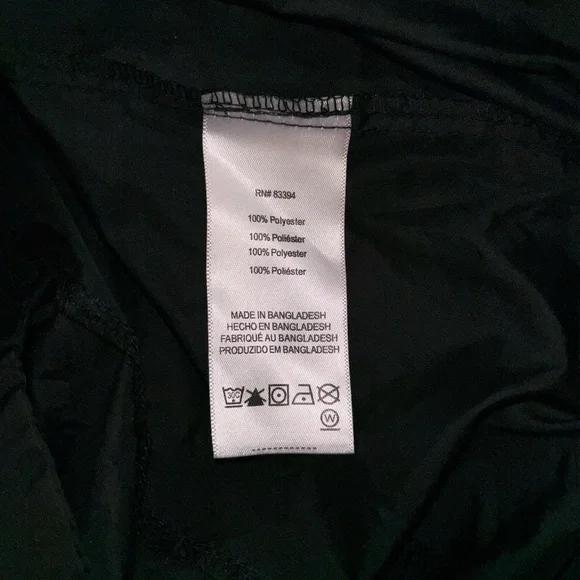 RN# 83394
100% Polyester
100% Poliéster
100% Polyester
100% Poliéster
MADE IN BANGLADESH
HECHO EN BANGLADESH
FABRIQUÉ AU BANGLADESH
PRODUZIDO EM BANGLADESH
30C
W